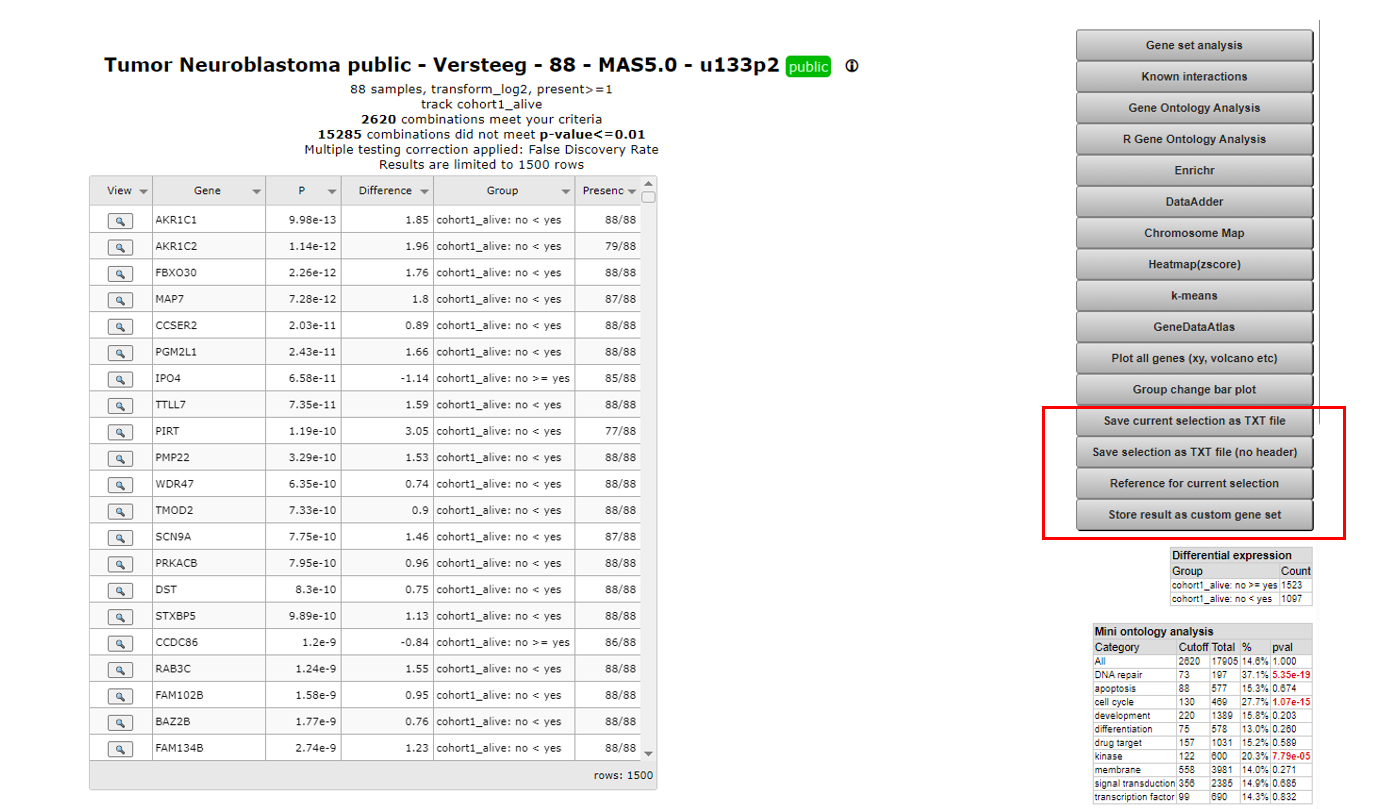 Tumor Neuroblastoma public - Versteeg - 88 - MAS5.0 - u133p2 public
88 samples, transform_log2, present>=1
track cohort1_alive
2620 combinations meet your criteria
15285 combinations did not meet p-value<=0.01
Multiple testing correction applied: False Discovery Rate
Results are limited to 1500 rows
View Gene P Difference Group Presenc
AKR1C1 9.98e-13 1.85 cohort1_alive: no < yes 88/88
AKR1C2 1.14e-12 1.96 cohort1_alive: no < yes 79/88
FBXO30 2.26e-12 1.76 cohort1_alive: no < yes 88/88
MAP7 7.28e-12 1.8 cohort1_alive: no < yes 87/88
CCSER2 2.03e-11 0.89 cohort1_alive: no < yes 88/88
PGM2L1 2.43e-11 1.66 cohort1_alive: no < yes 88/88
IPO4 6.58e-11 -1.14 cohort1_alive: no >= yes 85/88
TTLL7 7.35e-11 1.59 cohort1_alive: no < yes 88/88
PIRT 1.19e-10 3.05 cohort1_alive: no < yes 77/88
PMP22 3.29e-10 1.53 cohort1_alive: no < yes 88/88
WDR47 6.35e-10 0.74 cohort1_alive: no < yes 88/88
TMOD2 7.33e-10 0.9 cohort1_alive: no < yes 88/88
SCN9A 7.75e-10 1.46 cohort1_alive: no < yes 87/88
PRKACB 7.95e-10 0.96 cohort1_alive: no < yes 88/88
DST 8.3e-10 0.75 cohort1_alive: no < yes 88/88
STXBP5 9.89e-10 1.13 cohort1_alive: no < yes 88/88
CCDC86 1.2e-9 -0.84 cohort1_alive: no >= yes 86/88
RAB3C 1.24e-9 1.55 cohort1_alive: no < yes 88/88
FAM102B 1.58e-9 0.95 cohort1_alive: no < yes 88/88
BAZ2B 1.77e-9 0.76 cohort1_alive: no < yes 88/88
FAM134B 2.74e-9 1.23 cohort1_alive: no < yes 88/88
rows: 1500
Gene set analysis
Known interactions
Gene Ontology Analysis
R Gene Ontology Analysis
Enrichr
DataAdder
Chromosome Map
Heatmap(zscore)
k-means
GeneDataAtlas
Plot all genes (xy, volcano etc)
Group change bar plot
Save current selection as TXT file
Save selection as TXT file (no header)
Reference for current selection
Store result as custom gene set
Differential expression
Group Count
cohort1_alive: no >= yes 1523
cohort1_alive: no < yes 1097
Mini ontology analysis
Category Cutoff Total % pval
All 2620 17905 14.6% 1.000
DNA repair 73 197 37.1% 5.35e-19
apoptosis 88 577 15.3% 0.674
cell cycle 130 469 27.7% 1.07e-15
development 220 1389 15.8% 0.203
differentiation 75 578 13.0% 0.260
drug target 157 1031 15.2% 0.589
kinase 122 600 20.3% 7.79e-05
membrane 558 3981 14.0% 0.271
signal transduction 356 2385 14.9% 0.685
transcription factor 99 690 14.3% 0.832